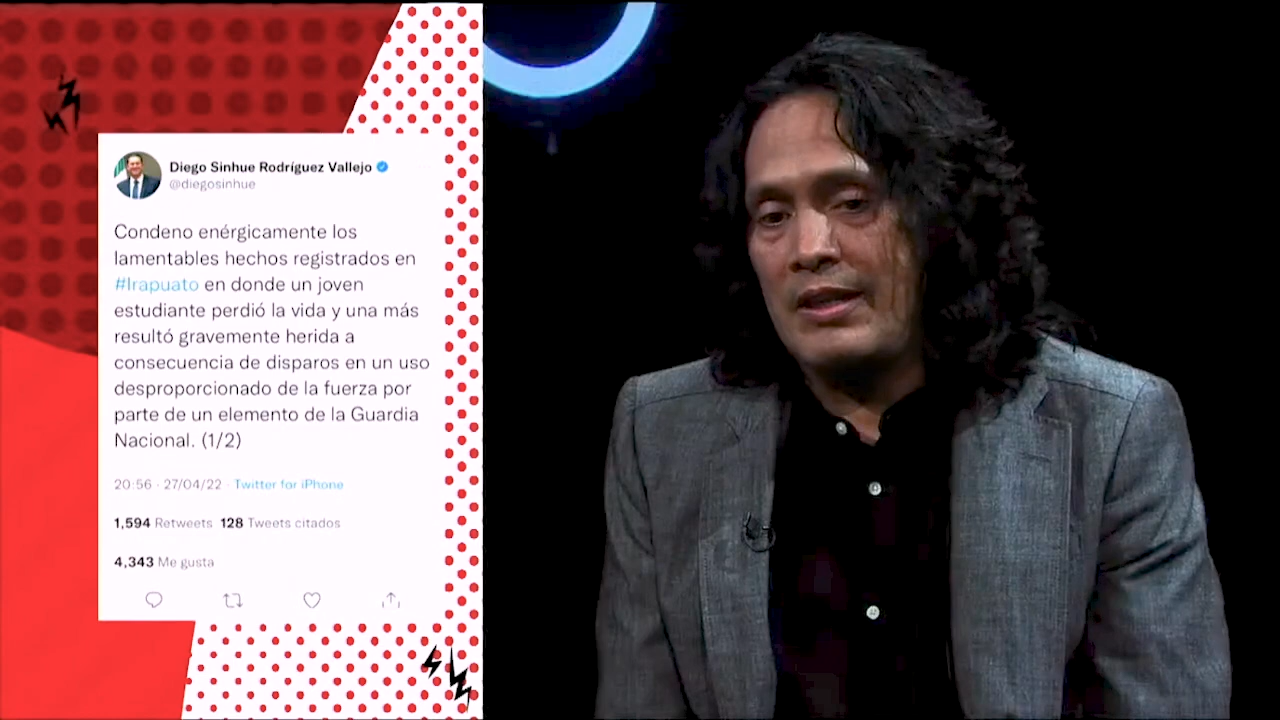 Diego Sinhue Rodríguez Vallejo
@diegosinhue
Condeno enérgicamente los
lamentables hechos registrados en
#Irapuato en donde un joven
estudiante perdió la vida y una más
resultó gravemente herida a
consecuencia de disparos en un uso
desproporcionado de la fuerza por
parte de un elemento de la Guardia
Nacional. (1/2)
20:56 · 27/04/22 · Twitter for iPhone
1,594 Retweets 128 Tweets citados
4,343 Me gusta